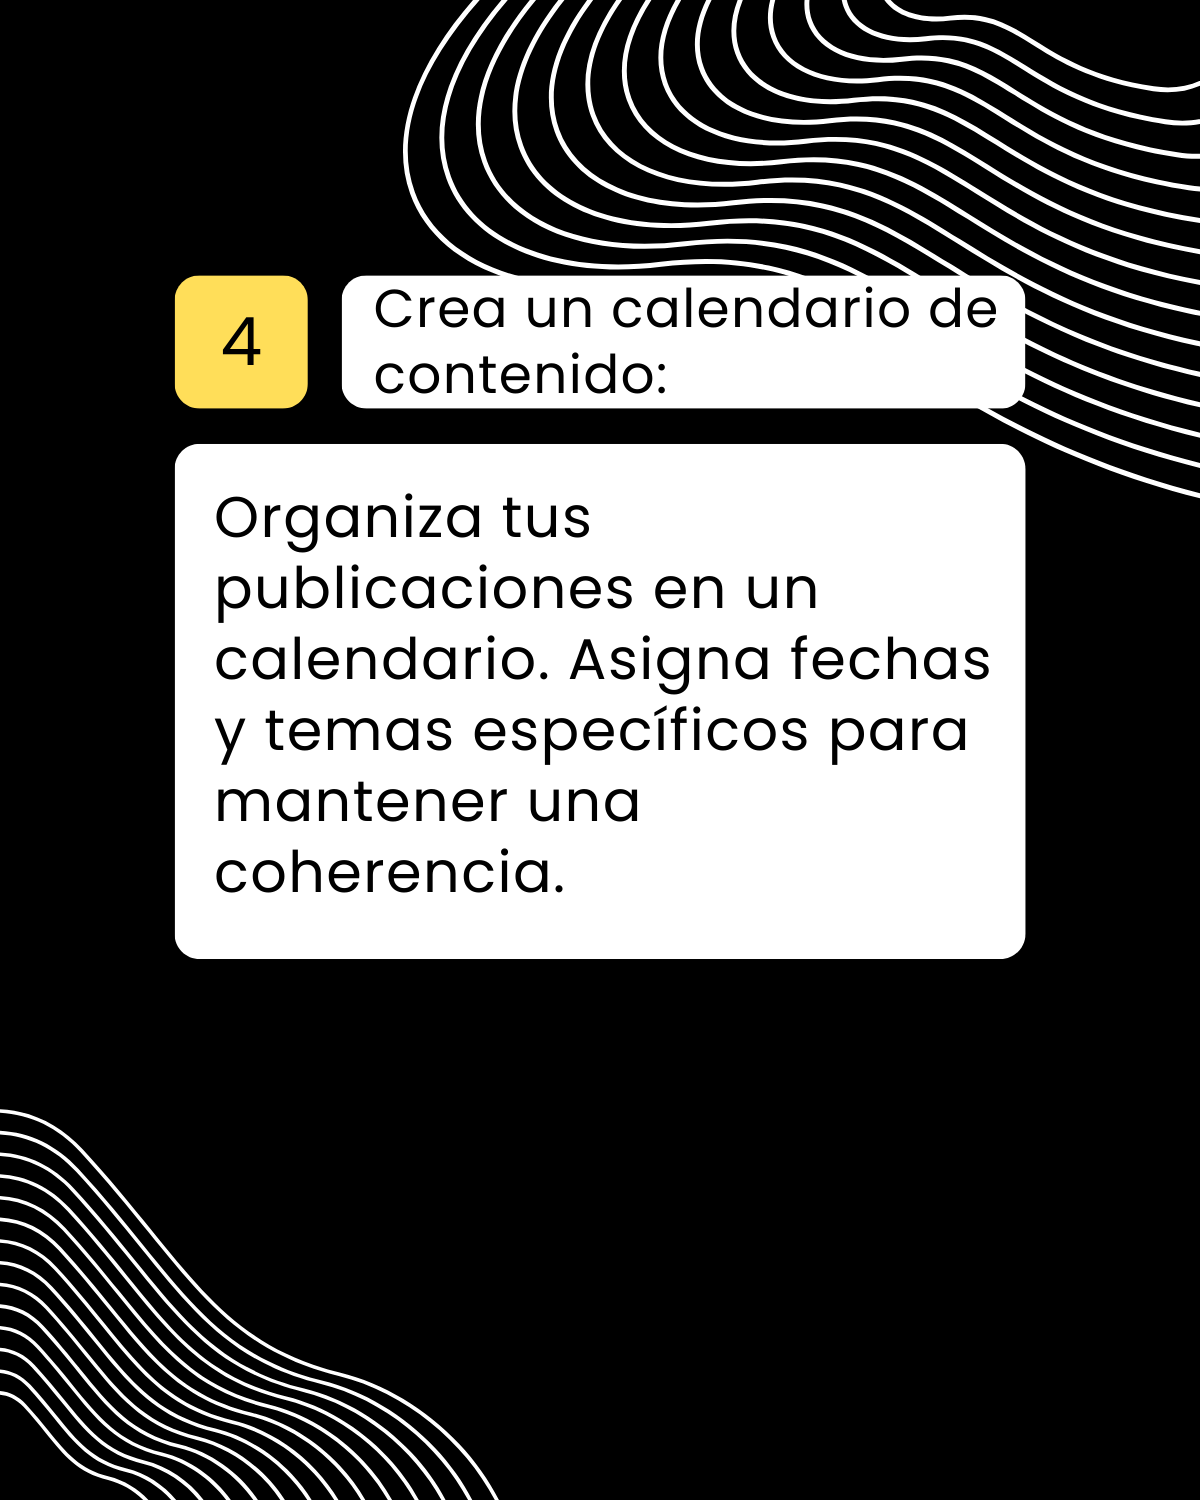 4
Crea un calendario de
contenido:
Organiza tus
publicaciones en un
calendario. Asigna fechas
y temas específicos para
mantener una
coherencia.